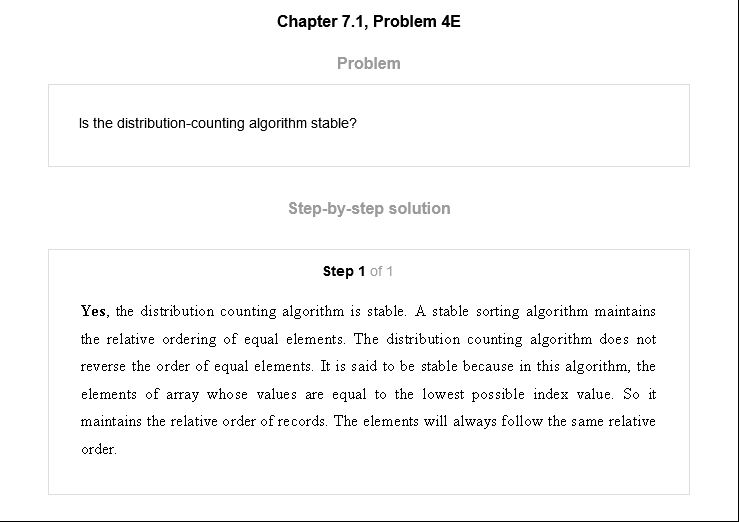 Chapter 7.1, Problem 4E
Problem
Is the distribution-counting algorithm stable?
Step-by-step solution
Step 1 of 1
Yes, the distribution counting algorithm is stable. A stable sorting algorithm maintains
the relative ordering of equal elements. The distribution counting algorithm does not
reverse the order of equal elements. It is said to be stable because in this algorithm, the
elements of array whose values are equal to the lowest possible index value. So it
maintains the relative order of records. The elements will always follow the same relative
order.